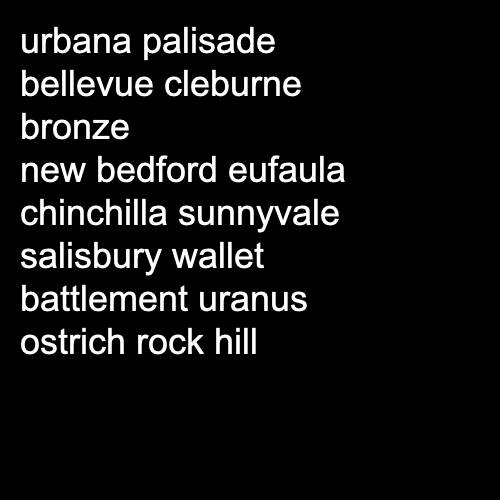 urbana palisade
bellevue cleburne
bronze
new bedford eufaula
chinchilla sunnyvale
salisbury wallet
battlement uranus
ostrich rock hill